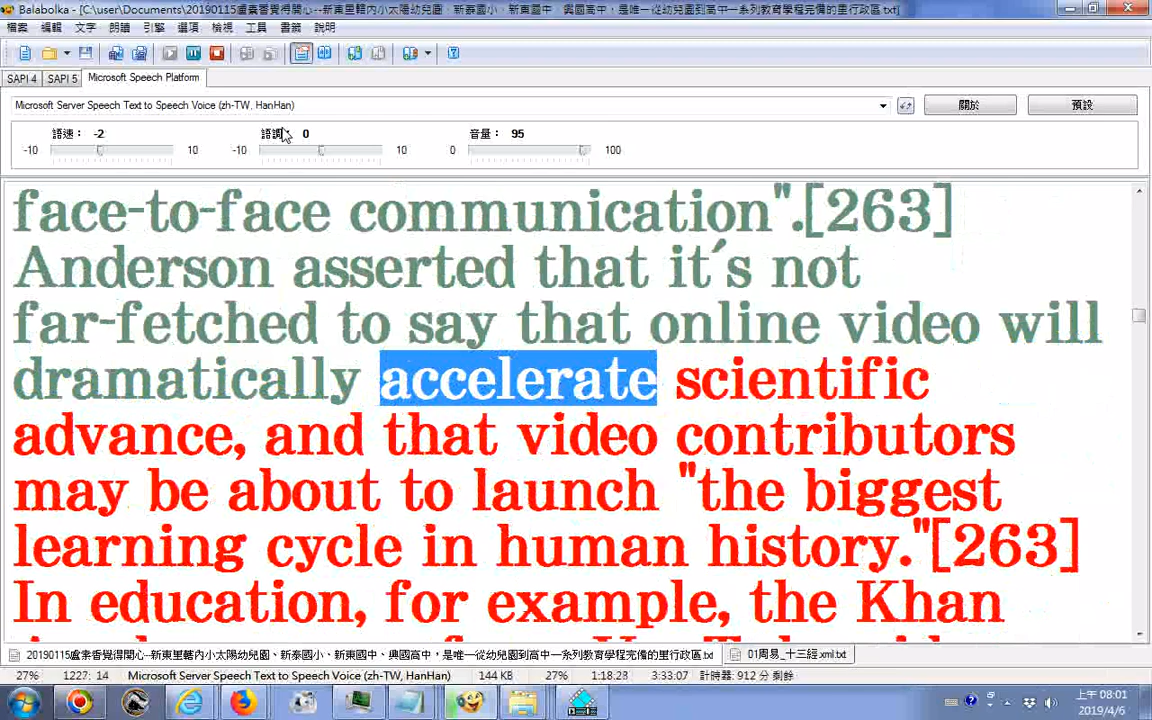 Balabolka - [C:\user\Documents\20190115盧素香覺得開心--新東里轄內小太陽幼兒園、新泰國小、新東國中、興國高中，是唯一從幼兒園到高中一系列教育學程完備的里行政區.txt]
檔案 編輯 文字 朗讀 引擎 選項 檢視 工具 書籤 說明
SAPI 4 SAPI 5 Microsoft Speech Platform
Microsoft Server Speech Text to Speech Voice (zh-TW, HanHan) 關於 預設
語速： -2 語調： 0 音量： 95
-10 10 -10 10 0 100
face-to-face communication".[263]
Anderson asserted that it´s not
far-fetched to say that online video will
dramatically accelerate scientific
advance, and that video contributors
may be about to launch "the biggest
learning cycle in human history."[263]
In education, for example, the Khan
20190115盧素香覺得開心--新東里轄內小太陽幼兒園、新泰國小、新東國中、興國高中，是唯一從幼兒園到高中一系列教育學程完備的里行政區.txt 01周易_十三經.xml.txt
27% 1227: 14 Microsoft Server Speech Text to Speech Voice (zh-TW, HanHan) 144 KB 27% 1:18:23 3:33:07 計時器: 912 分 剩餘
上午 08:01
2019/4/6